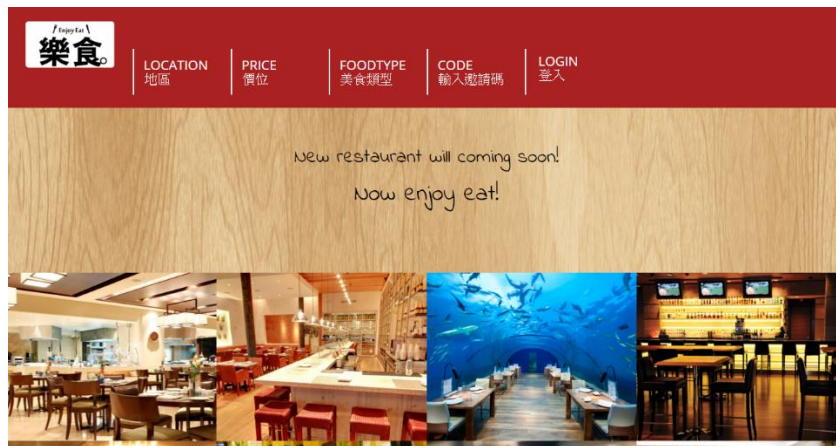 Enjoy Eat
樂食。
LOCATION
地區
PRICE
價位
FOODTYPE
美食類型
CODE
輸入邀請碼
LOGIN
登入
New restaurant will coming soon!
Now enjoy eat!